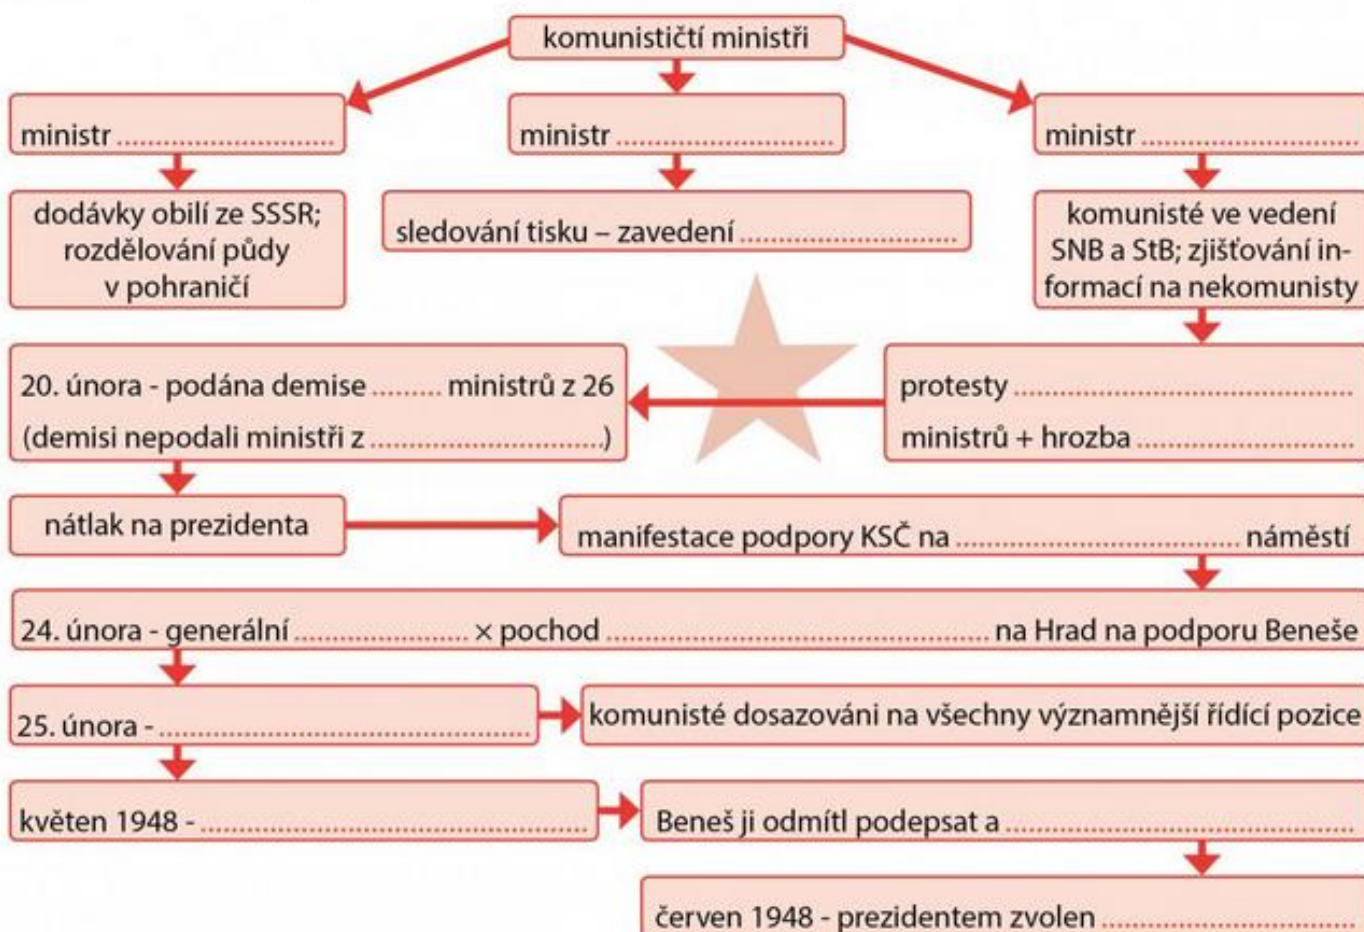 komunističtí ministři
ministr ....................................
ministr ....................................
ministr ....................................
dodávky obilí ze SSSR;
rozdělování půdy
v pohraničí
sledování tisku – zavedení ....................................
komunisté ve vedení
SNB a StB; zjišťování in-
formací na nekomunisty
20. února - podána demise ........ ministrů z 26
(demisi nepodali ministři z ....................................)
protesty ....................................
ministrů + hrozba ....................................
nátlak na prezidenta
manifestace podpory KSČ na .................................... náměstí
24. února - generální ........................ × pochod .................................... na Hrad na podporu Beneše
25. února - ....................................
komunisté dosazováni na všechny významnější řídící pozice
květen 1948 - ....................................
Beneš ji odmítl podepsat a ....................................
červen 1948 - prezidentem zvolen ....................................